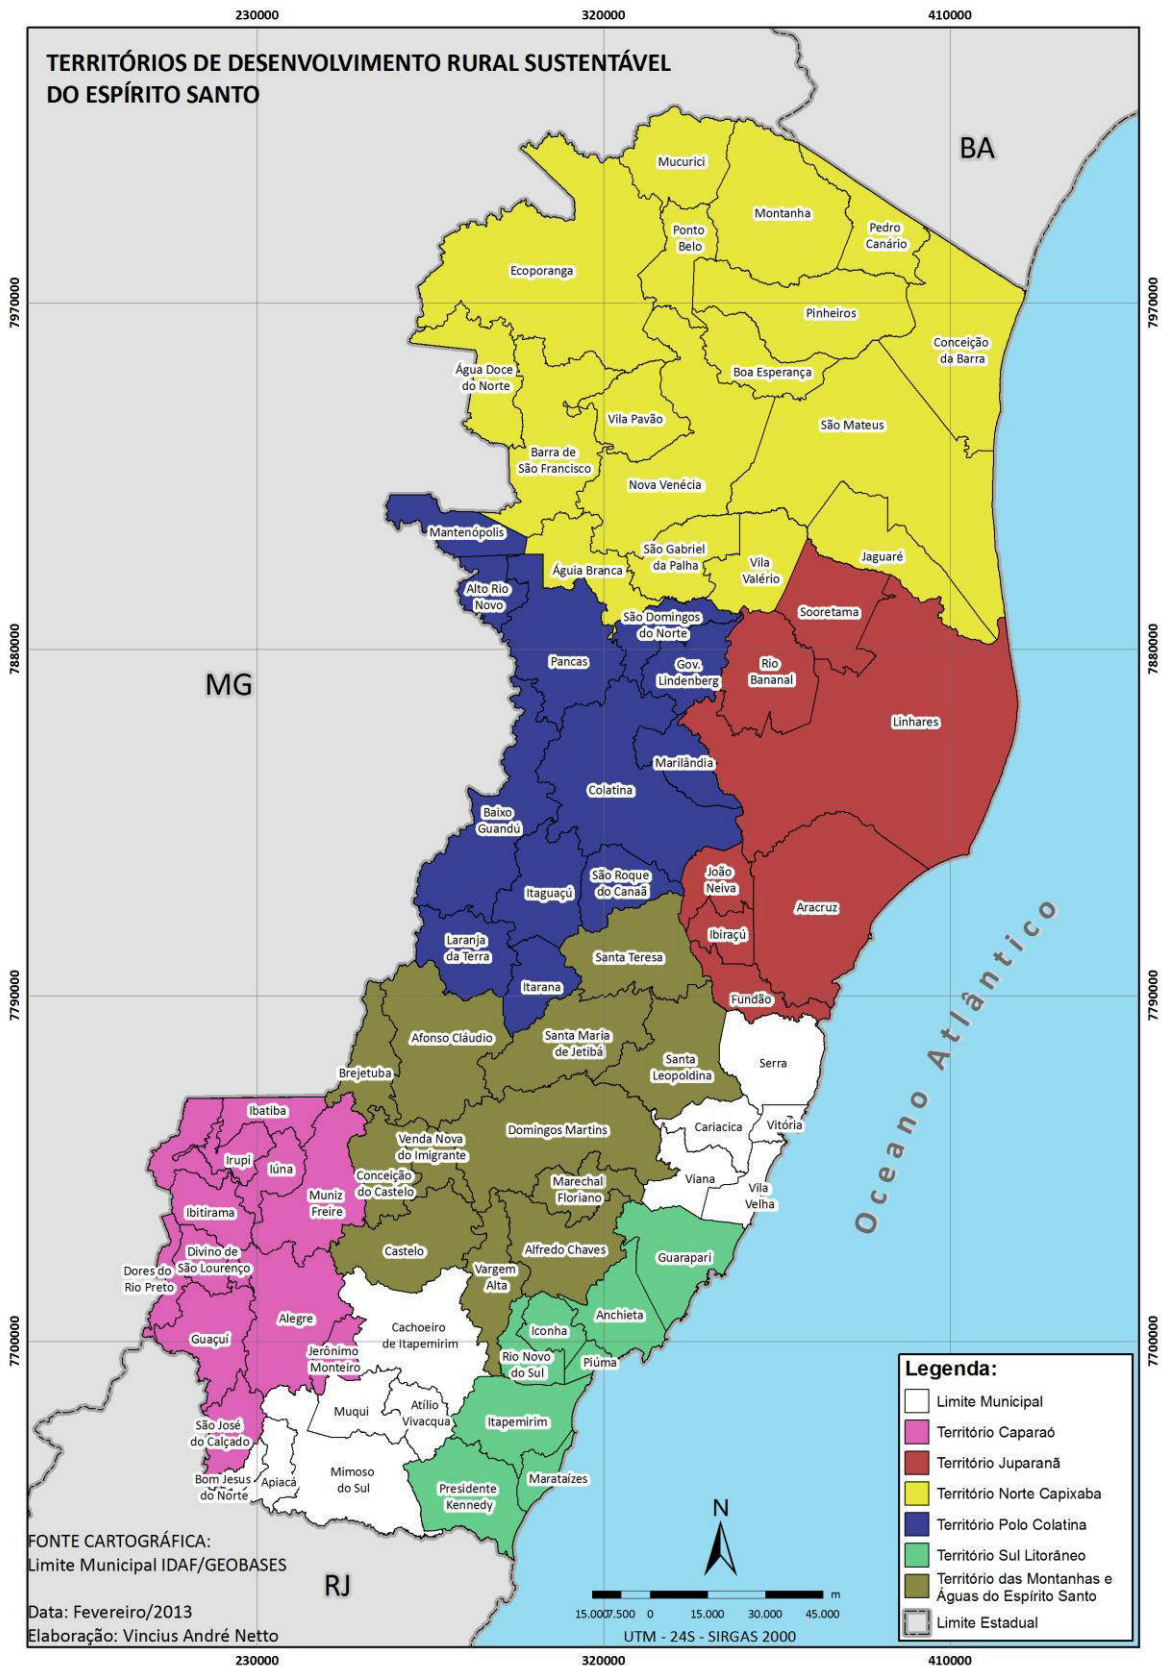 230000
320000
410000
TERRITÓRIOS DE DESENVOLVIMENTO RURAL SUSTENTÁVEL
DO ESPÍRITO SANTO
BA
Mucurici
Montanha
Ponto
Belo
Pedro
Canário
Ecoporanga
7970000
7970000
Pinheiros
Conceição
da Barra
Água Doce
do Norte
Boa Esperança
Vila Pavão
São Mateus
Barra de
São Francisco
Nova Venécia
Mantenópolis
São Gabriel
da Palha
Jaguaré
Águia Branca
Vila
Valério
Alto Rio
Novo
São Domingos
do Norte
Sooretama
7880000
7880000
Pancas
Gov.
Lindenberg
Rio
Bananal
MG
Linhares
Marilândia
Colatina
Baixo
Guandú
São Roque
do Canaã
João
Neiva
Itaguaçú
Aracruz
Ibiraçú
Laranja
da Terra
Santa Teresa
Itarana
7790000
7790000
Fundão
Oceano Atlântico
Afonso Cláudio
Santa Maria
de Jetibá
Santa
Leopoldina
Serra
Brejetuba
Ibatiba
Cariacica
Vitória
Domingos Martins
Venda Nova
do Imigrante
Irupi
Iúna
Conceição
do Castelo
Marechal
Floriano
Viana
Vila
Velha
Muniz
Freire
Ibitirama
Divino de
São Lourenço
Castelo
Alfredo Chaves
Guarapari
Dores do
Rio Preto
Vargem
Alta
Alegre
Anchieta
Guaçuí
Cachoeiro
de Itapemirim
Iconha
7700000
7700000
Jerônimo
Monteiro
Rio Novo
do Sul
Piúma
Muqui
Atílio
Vivacqua
Itapemirim
São José
do Calçado
Bom Jesus
do Norte
Apiacá
Mimoso
do Sul
Presidente
Kennedy
Marataízes
Legenda:
Limite Municipal
Território Caparaó
Território Juparanã
Território Norte Capixaba
Território Polo Colatina
Território Sul Litorâneo
Território das Montanhas e
Águas do Espírito Santo
Limite Estadual
N
FONTE CARTOGRÁFICA:
Limite Municipal IDAF/GEOBASES
RJ
Data: Fevereiro/2013
Elaboração: Vincius André Netto
15.0007.500 0 15.000 30.000 45.000 m
UTM - 24S - SIRGAS 2000
230000
320000
410000